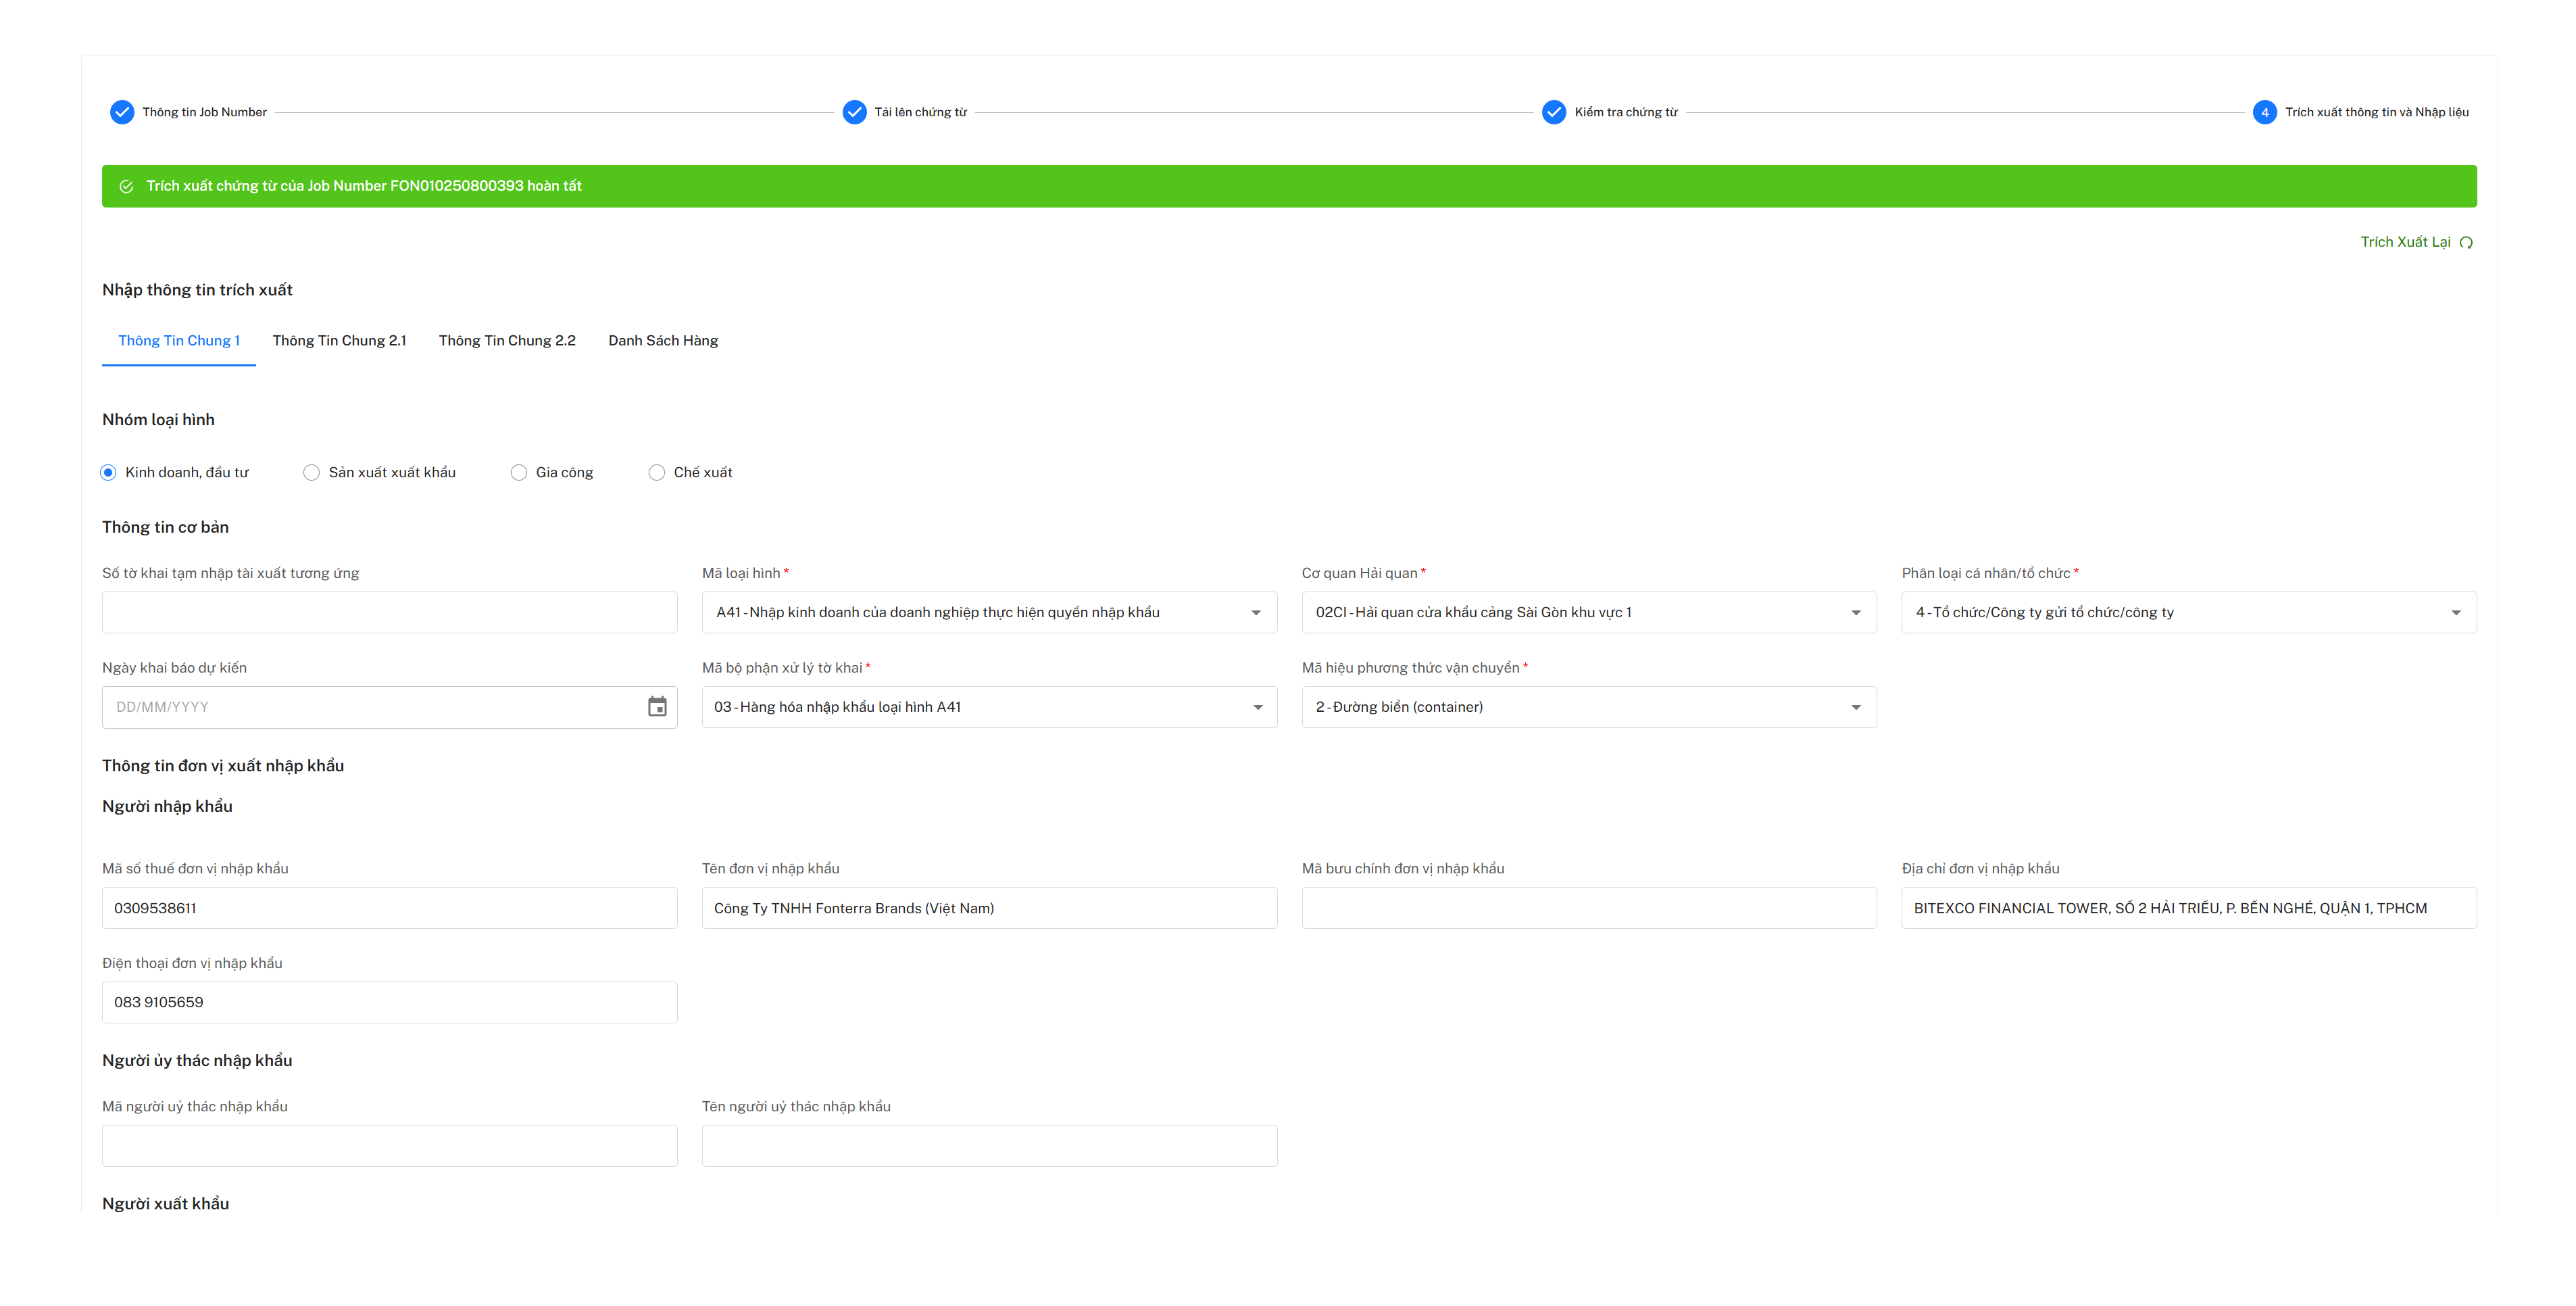 Thông tin Job Number
Tải lên chứng từ
Kiểm tra chứng từ
4 Trích xuất thông tin và Nhập liệu
Trích xuất chứng từ của Job Number FON010250800393 hoàn tất
Trích Xuất Lại
Nhập thông tin trích xuất
Thông Tin Chung 1 Thông Tin Chung 2.1 Thông Tin Chung 2.2 Danh Sách Hàng
Nhóm loại hình
Kinh doanh, đầu tư Sản xuất xuất khẩu Gia công Chế xuất
Thông tin cơ bản
Số tờ khai tạm nhập tài xuất tương ứng
Mã loại hình *
A41 - Nhập kinh doanh của doanh nghiệp thực hiện quyền nhập khẩu
Cơ quan Hải quan *
02CI - Hải quan cửa khẩu cảng Sài Gòn khu vực 1
Phân loại cá nhân/tổ chức *
4 - Tổ chức/Công ty gửi tổ chức/công ty
Ngày khai báo dự kiến
DD/MM/YYYY
Mã bộ phận xử lý tờ khai *
03 - Hàng hóa nhập khẩu loại hình A41
Mã hiệu phương thức vận chuyển *
2 - Đường biển (container)
Thông tin đơn vị xuất nhập khẩu
Người nhập khẩu
Mã số thuế đơn vị nhập khẩu
0309538611
Tên đơn vị nhập khẩu
Công Ty TNHH Fonterra Brands (Việt Nam)
Mã bưu chính đơn vị nhập khẩu
Địa chỉ đơn vị nhập khẩu
BITEXCO FINANCIAL TOWER, SỐ 2 HẢI TRIỀU, P. BẾN NGHÉ, QUẬN 1, TPHCM
Điện thoại đơn vị nhập khẩu
083 9105659
Người ủy thác nhập khẩu
Mã người uỷ thác nhập khẩu
Tên người uỷ thác nhập khẩu
Người xuất khẩu